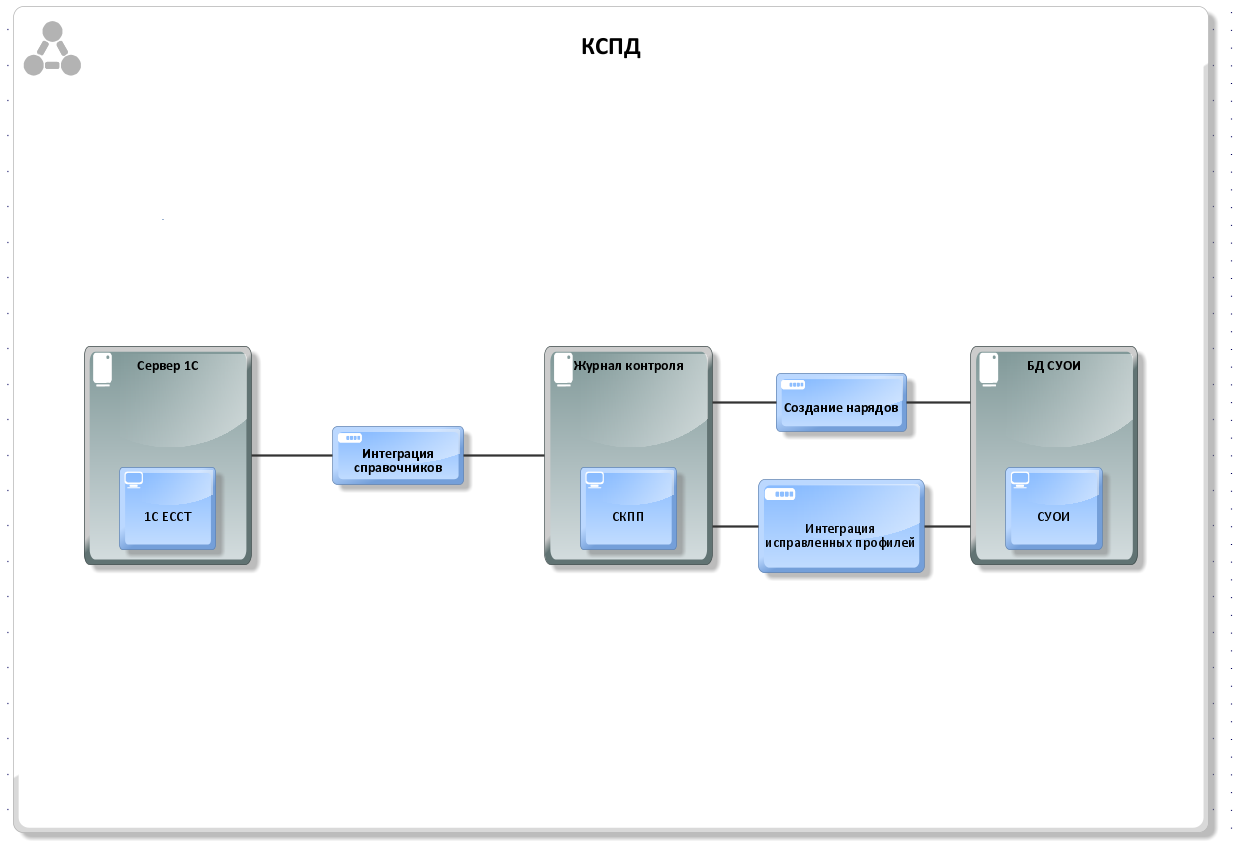 КСПД
Сервер 1С
1С ЕССТ
Интеграция
справочников
Журнал контроля
СКПП
Создание нарядов
Интеграция
исправленных профилей
БД СУОИ
СУОИ